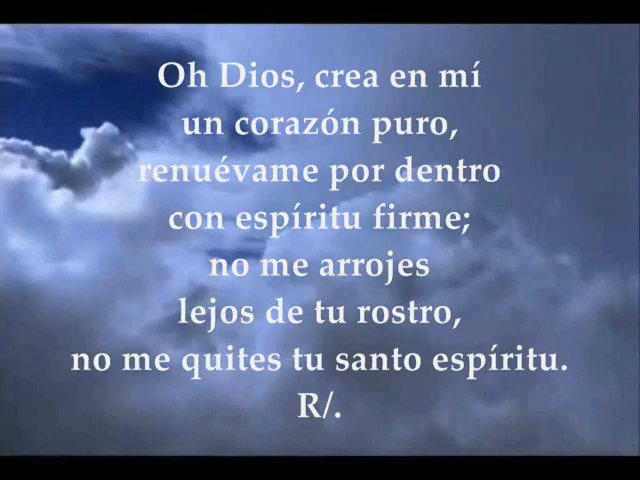 Oh Dios, crea en mí
un corazón puro,
renuévame por dentro
con espíritu firme;
no me arrojes
lejos de tu rostro,
no me quites tu santo espíritu.
R/.